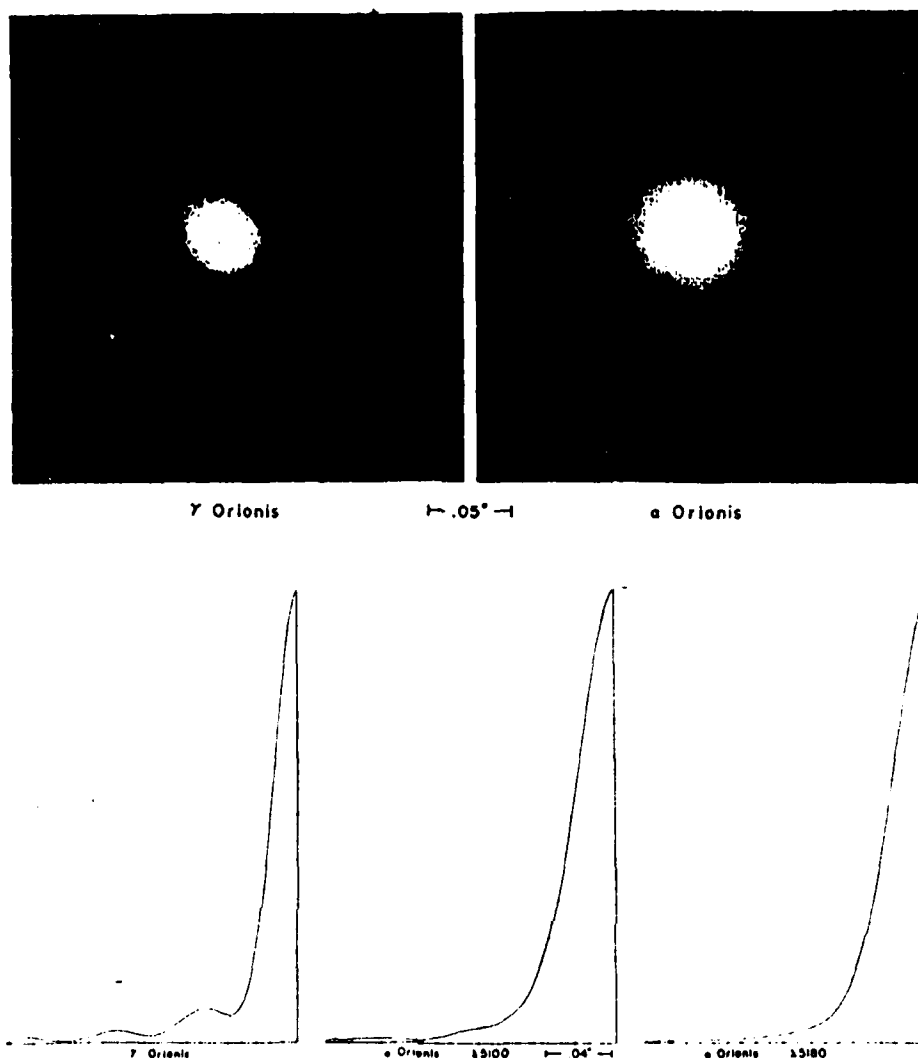 γ Orionis ⊢ .05" ⊣ α Orionis
γ Orionis α Orionis λ5100 ⊢ .04" ⊣ α Orionis λ5180